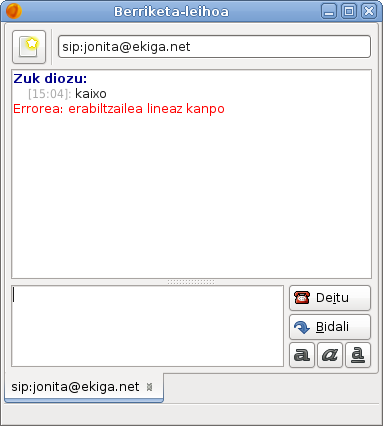 Berriketa-leihoa
sip:jonita@ekiga.net
Zuk diozu:
[15:04]: kaixo
Errorea: erabiltzailea lineaz kanpo
Deitu
Bidali
a a a
sip:jonita@ekiga.net